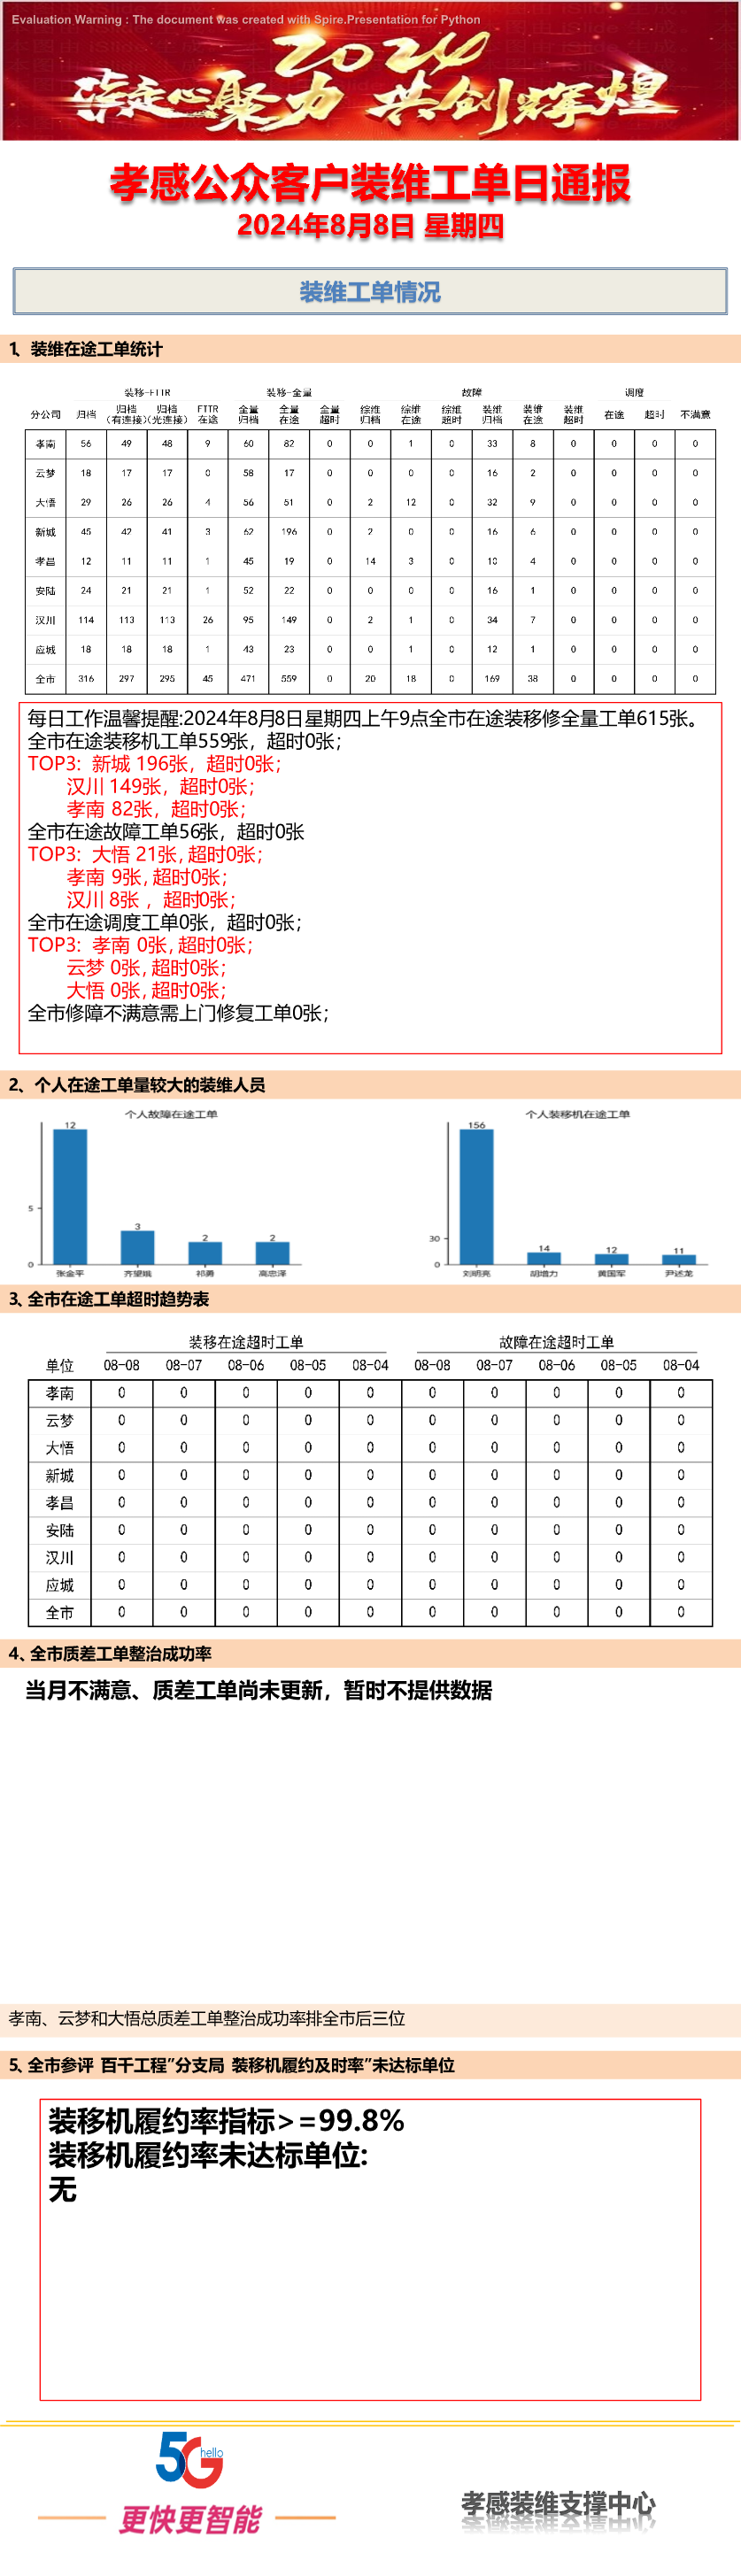 Evaluation Warning : The document was created with Spire.Presentation for Python
2024
凝心聚力 共创辉煌
孝感公众客户装维工单日通报
2024年8月8日 星期四
装维工单情况
1、装维在途工单统计
装移-FTTR 装移-全量 故障 调度
分公司 归档 归档(有连接) 归档(光连接) FTTR在途 全量归档 全量在途 全量超时 综维归档 综维在途 综维超时 装维归档 装维在途 装维超时 在途 超时 不满意
孝南 56 49 48 9 60 82 0 0 1 0 33 8 0 0 0 0
云梦 18 17 17 0 58 17 0 0 0 0 16 2 0 0 0 0
大悟 29 26 26 4 56 51 0 2 12 0 32 9 0 0 0 0
新城 45 42 41 3 62 196 0 2 0 0 16 6 0 0 0 0
孝昌 12 11 11 1 45 19 0 14 3 0 10 4 0 0 0 0
安陆 24 21 21 1 52 22 0 0 0 0 16 1 0 0 0 0
汉川 114 113 113 26 95 149 0 2 1 0 34 7 0 0 0 0
应城 18 18 18 1 43 23 0 0 1 0 12 1 0 0 0 0
全市 316 297 295 45 471 559 0 20 18 0 169 38 0 0 0 0
每日工作温馨提醒:2024年8月8日星期四上午9点全市在途装移修全量工单615张。
全市在途装移机工单559张，超时0张；
TOP3：新城 196张，超时0张；
汉川 149张，超时0张；
孝南 82张，超时0张；
全市在途故障工单56张，超时0张
TOP3：大悟 21张，超时0张；
孝南 9张，超时0张；
汉川 8张 ，超时0张；
全市在途调度工单0张，超时0张；
TOP3：孝南 0张，超时0张；
云梦 0张，超时0张；
大悟 0张，超时0张；
全市修障不满意需上门修复工单0张；
2、个人在途工单量较大的装维人员
个人故障在途工单 个人装移机在途工单
12 3 2 2
5
0
张金平 齐望娥 祁勇 高忠泽
156 14 12 11
30
0
刘明亮 胡增力 黄国军 尹述龙
3、全市在途工单超时趋势表
装移在途超时工单 故障在途超时工单
单位 08-08 08-07 08-06 08-05 08-04 08-08 08-07 08-06 08-05 08-04
孝南 0 0 0 0 0 0 0 0 0 0
云梦 0 0 0 0 0 0 0 0 0 0
大悟 0 0 0 0 0 0 0 0 0 0
新城 0 0 0 0 0 0 0 0 0 0
孝昌 0 0 0 0 0 0 0 0 0 0
安陆 0 0 0 0 0 0 0 0 0 0
汉川 0 0 0 0 0 0 0 0 0 0
应城 0 0 0 0 0 0 0 0 0 0
全市 0 0 0 0 0 0 0 0 0 0
4、全市质差工单整治成功率
当月不满意、质差工单尚未更新，暂时不提供数据
孝南、云梦和大悟总质差工单整治成功率排全市后三位
5、全市参评 百千工程”分支局 装移机履约及时率”未达标单位
装移机履约率指标>=99.8%
装移机履约率未达标单位:
无
5G hello
更快更智能
孝感装维支撑中心